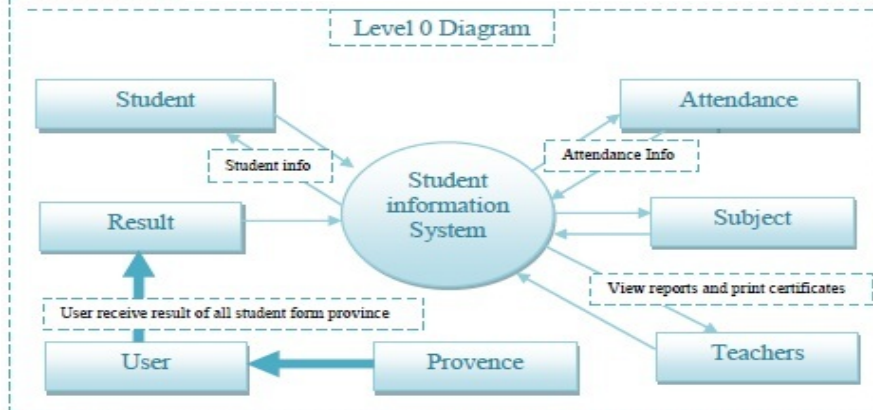 Level 0 Diagram
Student
Attendance
Student info
Attendance Info
Student
information
System
Result
Subject
View reports and print certificates
User receive result of all student form province
User
Provence
Teachers